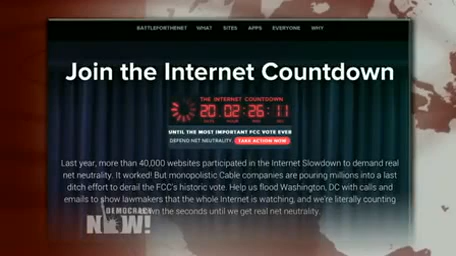 BATTLEFORTHENET WHAT SITES APPS EVERYONE WHY
Join the Internet Countdown
THE INTERNET COUNTDOWN
20 02 26 11
DAYS HOUR MIN SEC
UNTIL THE MOST IMPORTANT FCC VOTE EVER
DEFEND NET NEUTRALITY. TAKE ACTION NOW
Last year, more than 40,000 websites participated in the Internet Slowdown to demand real
net neutrality. It worked! But monopolistic Cable companies are pouring millions into a last
ditch effort to derail the FCC's historic vote. Help us flood Washington, DC with calls and
emails to show lawmakers that the whole Internet is watching, and we're literally counting
wn the seconds until we get real net neutrality.
DEMOCRACY
NOW!